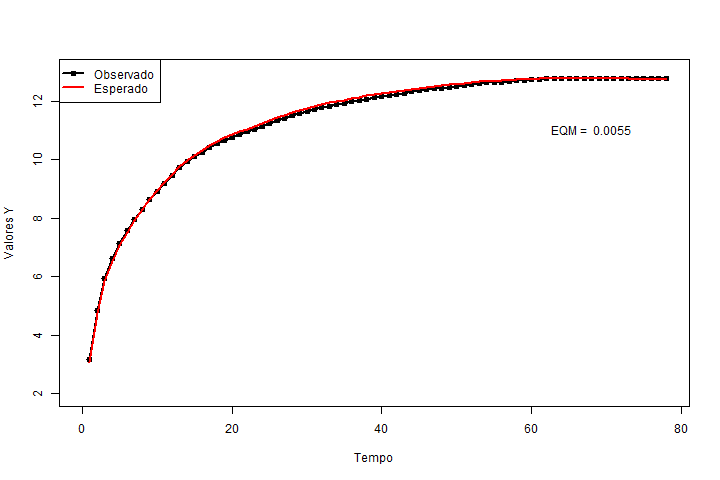 Observado
Esperado
EQM =  0.0055
Valores Y
12
10
8
6
4
2
0
20
40
60
80
Tempo